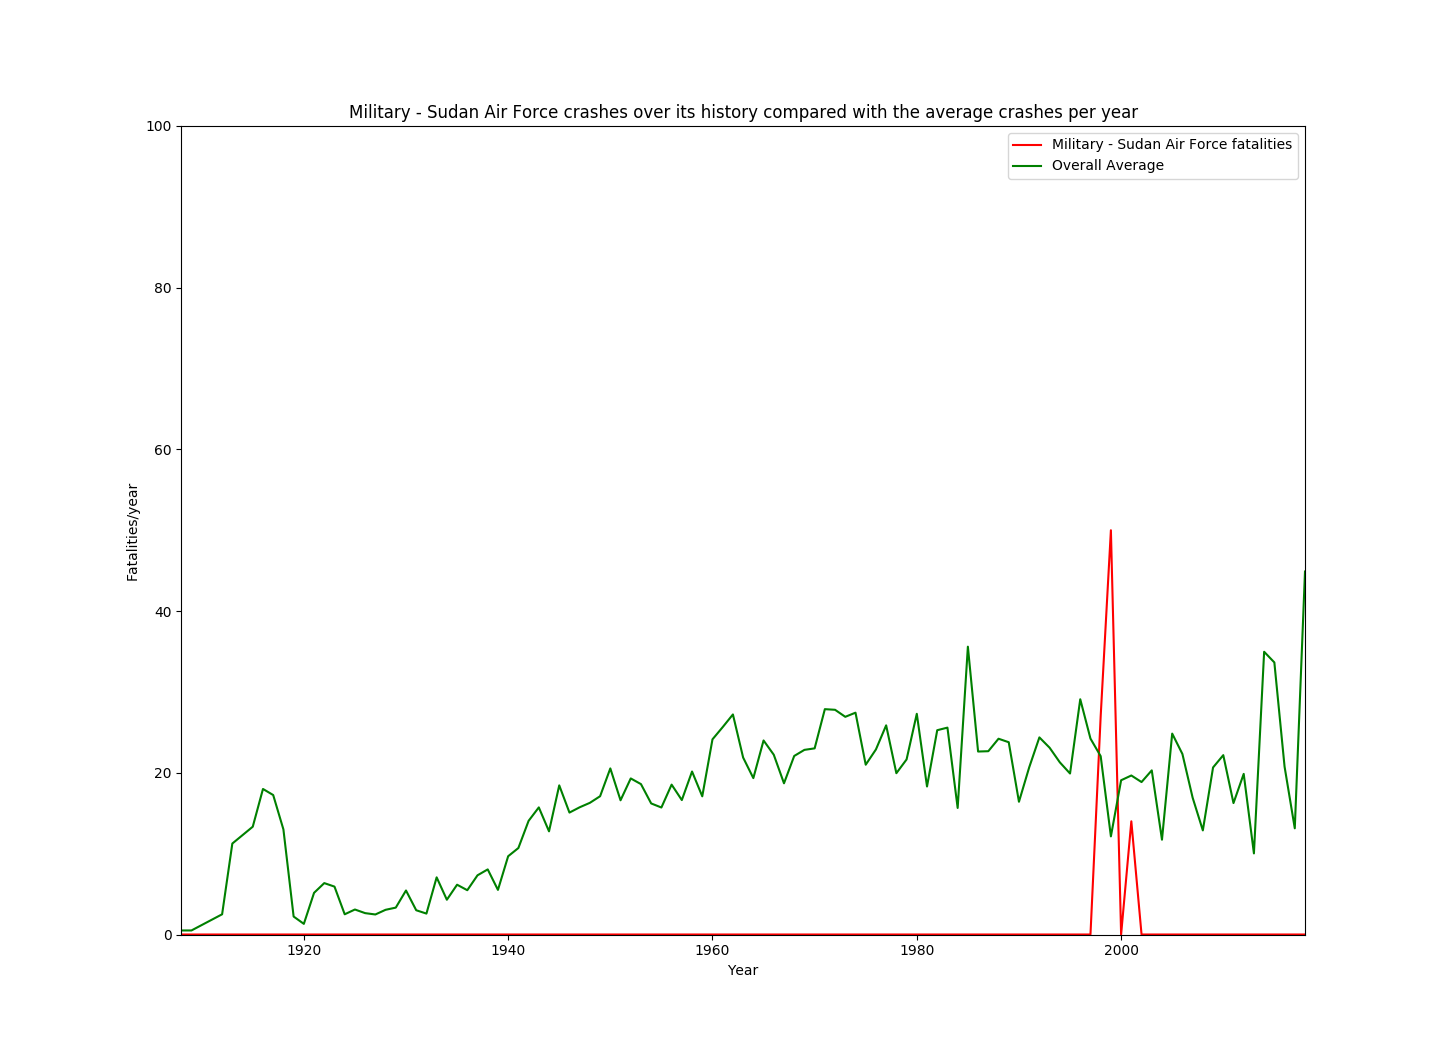 Military - Sudan Air Force crashes over its history compared with the average crashes per year
100
80
60
40
20
0
Fatalities/year
Military - Sudan Air Force fatalities
Overall Average
1920 1940 1960 1980 2000
Year